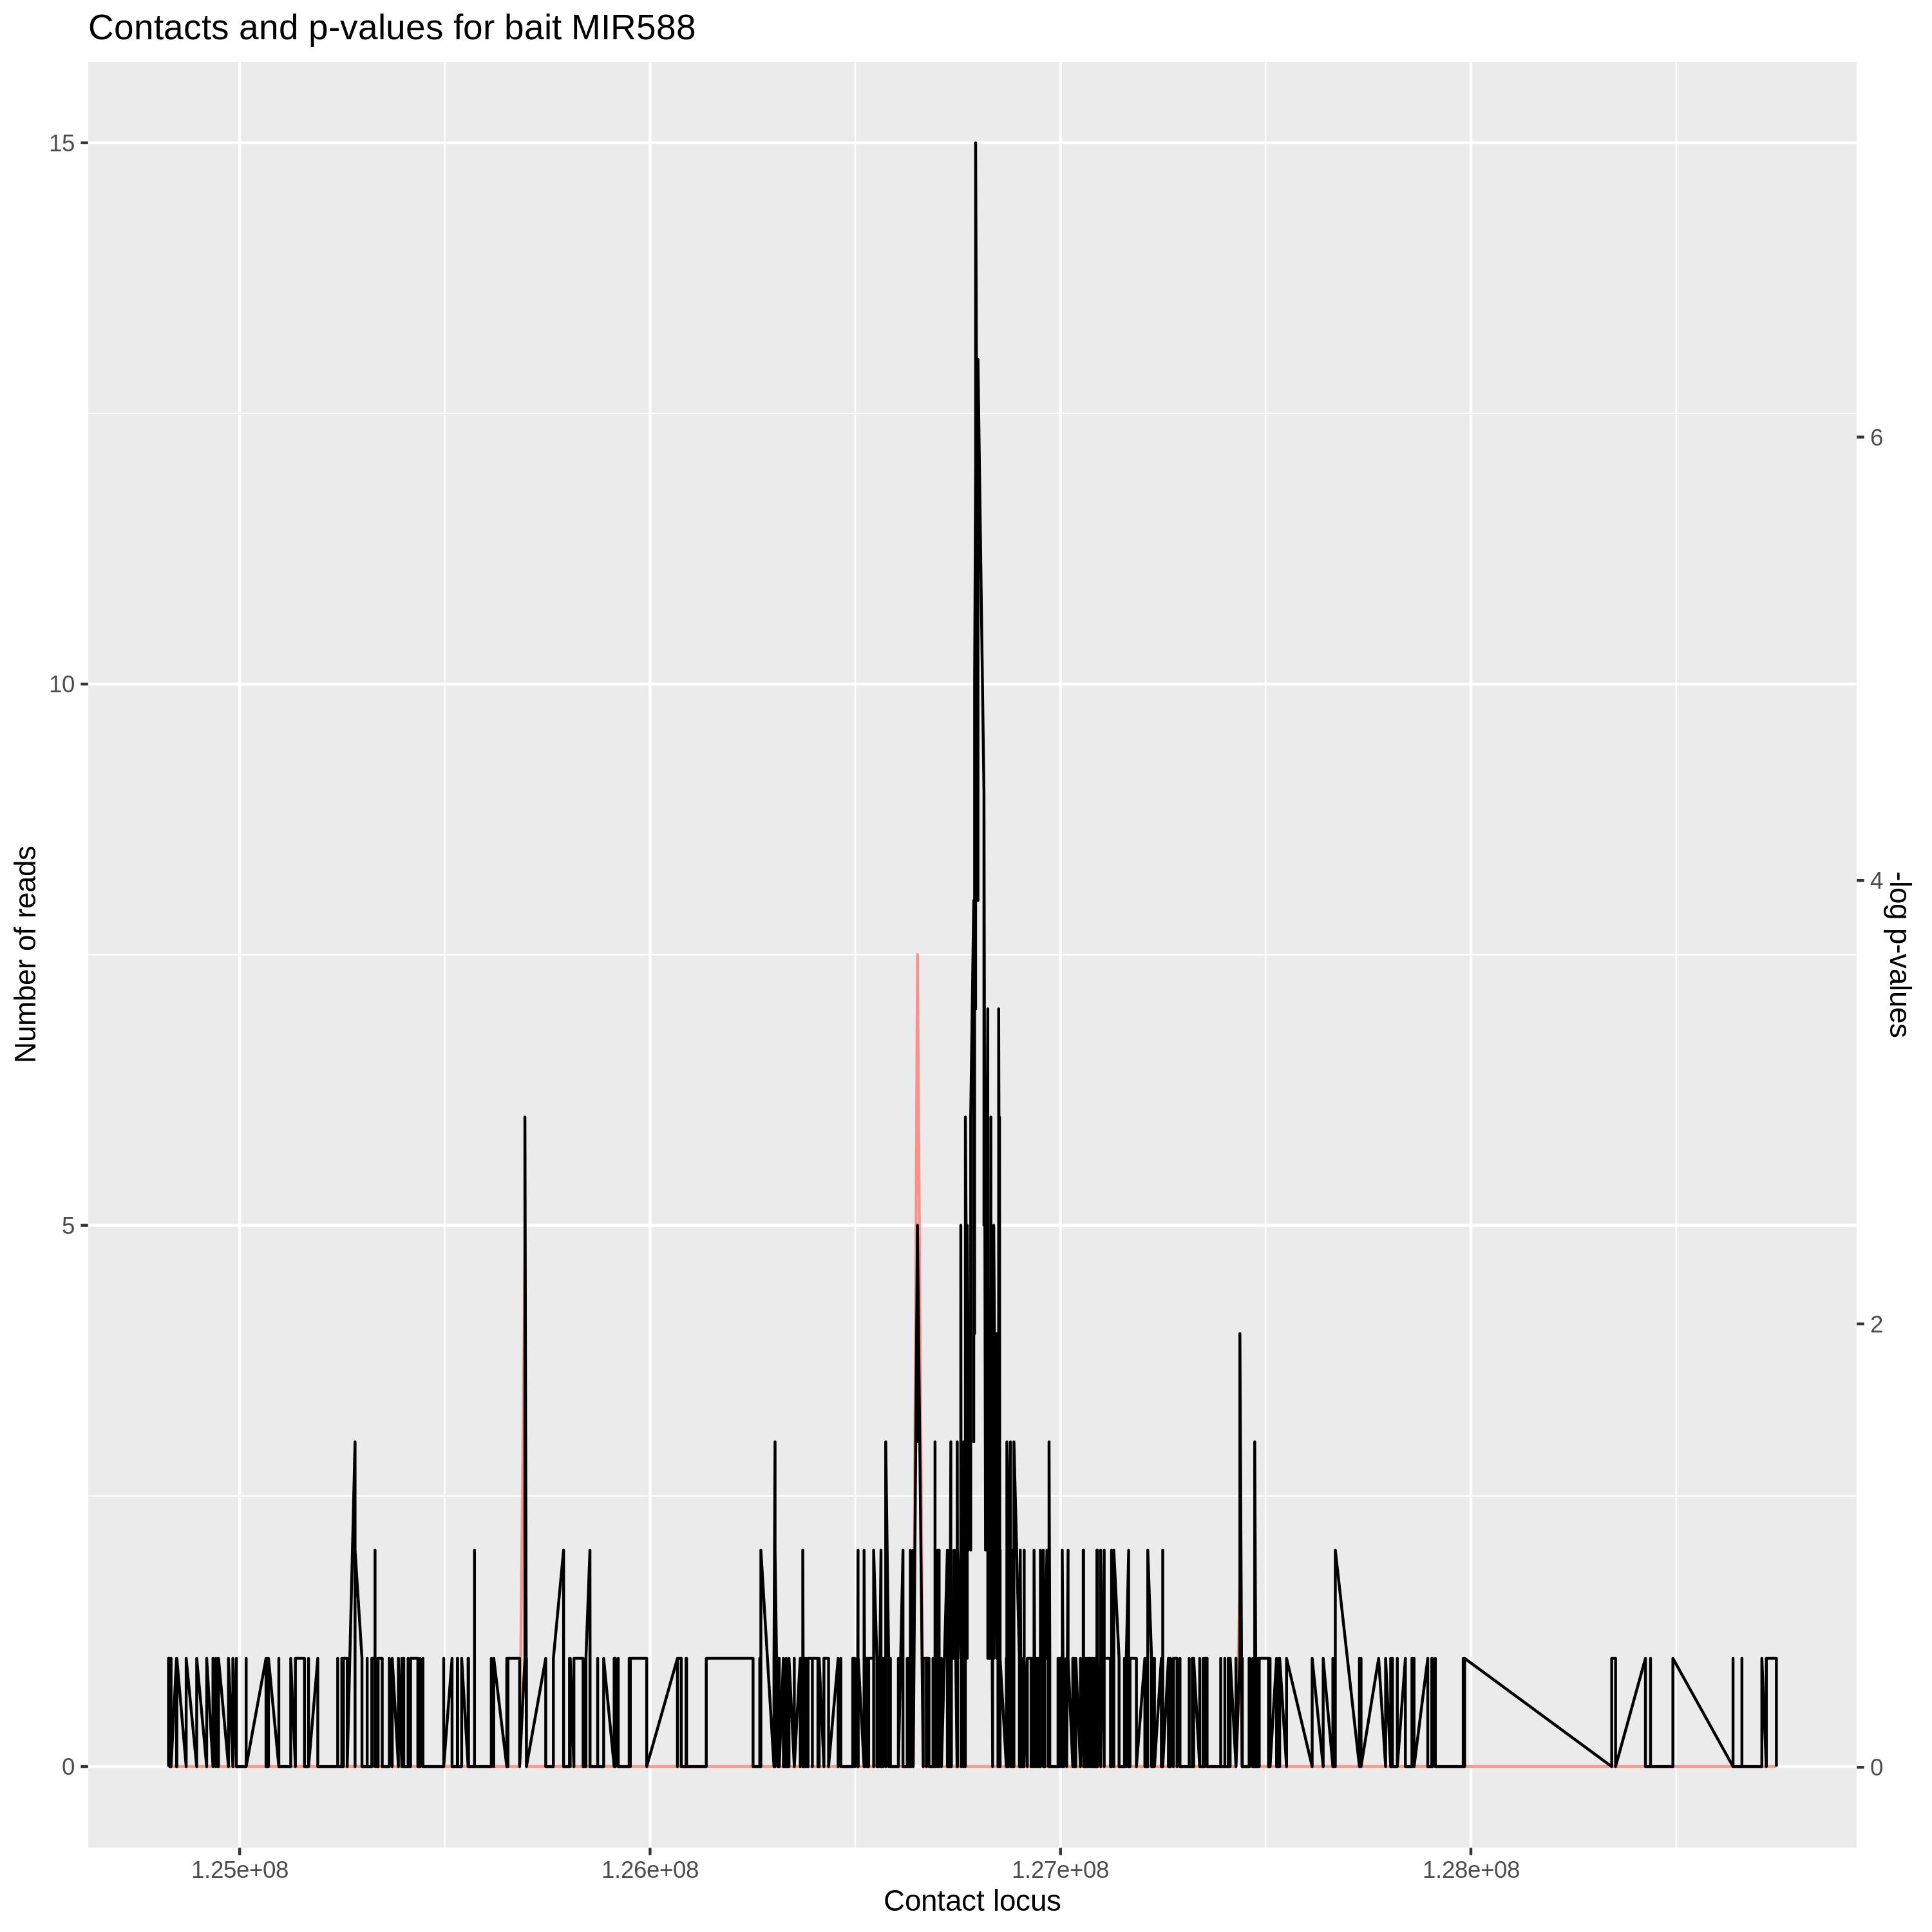 Contacts and p-values for bait MIR588
15
10
5
0
Number of reads
6
4
2
0
-log p-values
1.25e+08 1.26e+08 1.27e+08 1.28e+08
Contact locus